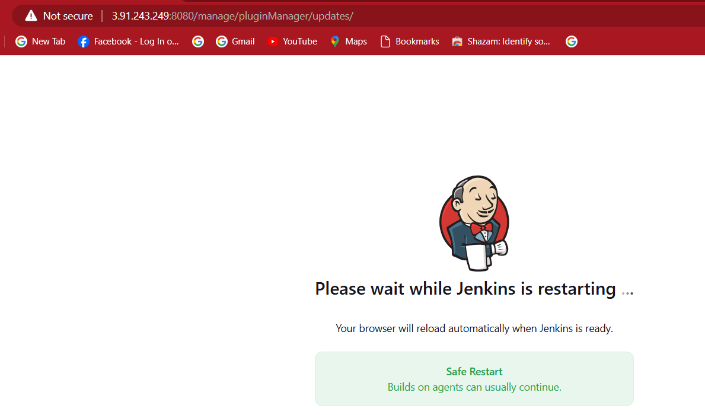 Not secure | 3.91.243.249:8080/manage/pluginManager/updates/
New Tab Facebook - Log In o... Gmail YouTube Maps Bookmarks Shazam: Identify so...
Please wait while Jenkins is restarting ...
Your browser will reload automatically when Jenkins is ready.
Safe Restart
Builds on agents can usually continue.